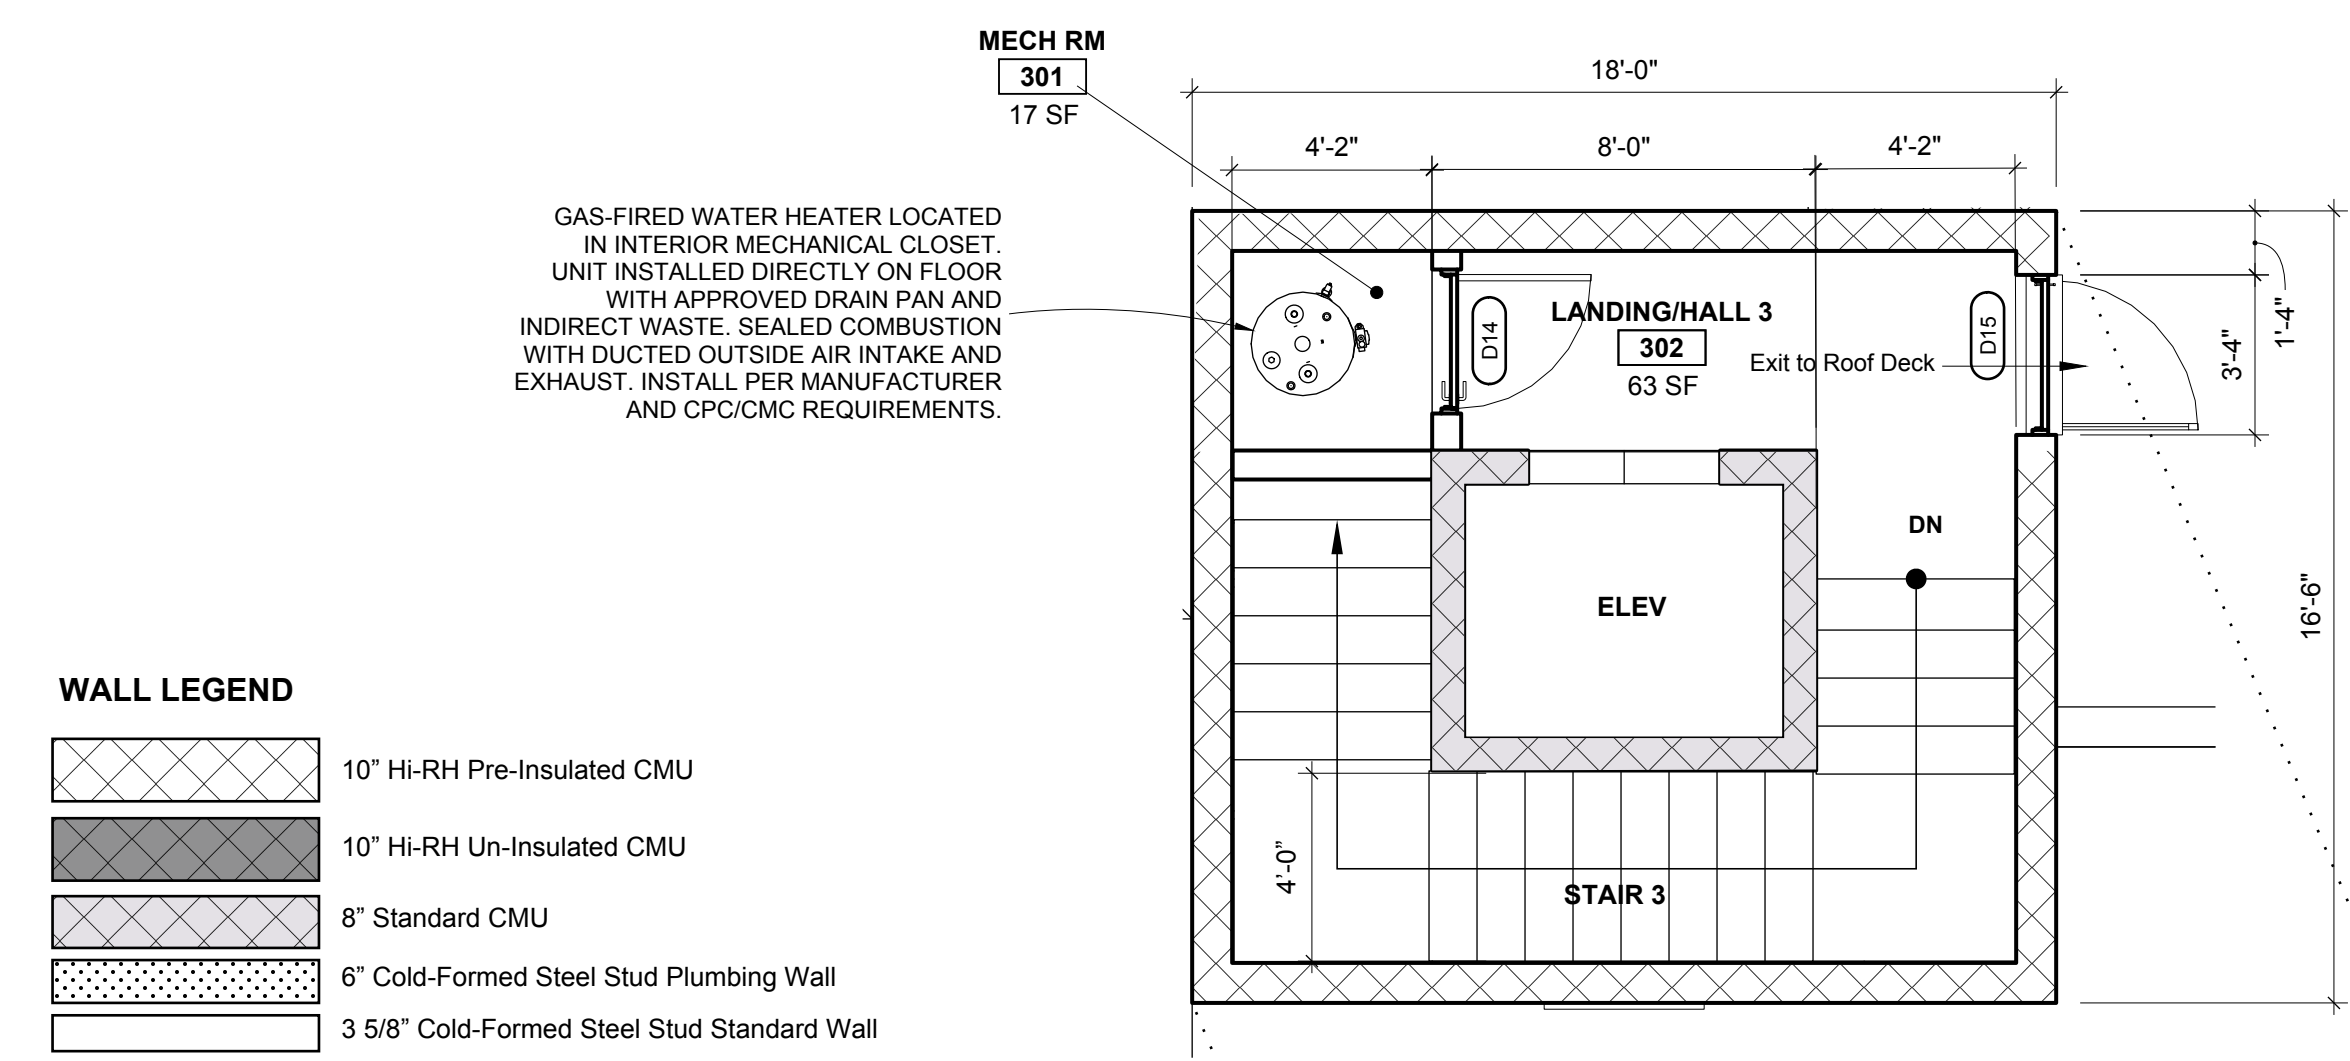 MECH RM
301
17 SF
18'-0"
4'-2"
8'-0"
4'-2"
GAS-FIRED WATER HEATER LOCATED
IN INTERIOR MECHANICAL CLOSET.
UNIT INSTALLED DIRECTLY ON FLOOR
WITH APPROVED DRAIN PAN AND
INDIRECT WASTE. SEALED COMBUSTION
WITH DUCTED OUTSIDE AIR INTAKE AND
EXHAUST. INSTALL PER MANUFACTURER
AND CPC/CMC REQUIREMENTS.
D14
LANDING/HALL 3
302
63 SF
Exit to Roof Deck
D15
1'-4"
3'-4"
16'-6"
DN
ELEV
4’-0”
STAIR 3
WALL LEGEND
10” Hi-RH Pre-Insulated CMU
10” Hi-RH Un-Insulated CMU
8” Standard CMU
6” Cold-Formed Steel Stud Plumbing Wall
3 5/8” Cold-Formed Steel Stud Standard Wall